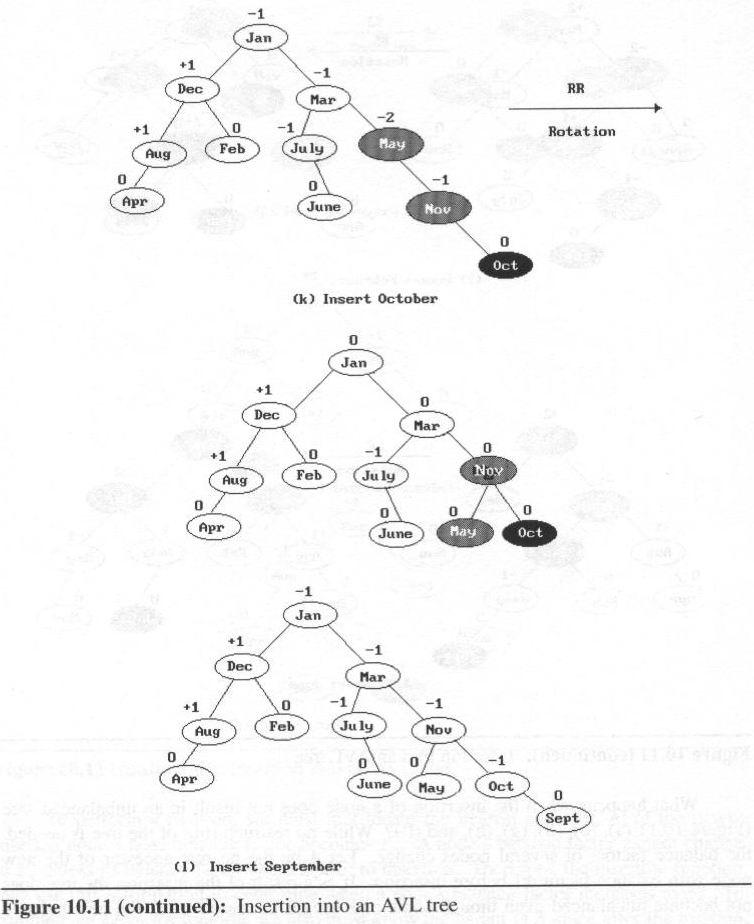 -1
Jan
+1
Dec
-1
Mar
+1
Aug
0
Feb
-1
July
-2
May
RR
Rotation
0
Apr
0
June
-1
Nov
0
Oct
(k) Insert October
0
Jan
+1
Dec
0
Mar
+1
Aug
0
Feb
-1
July
0
Nov
0
Apr
0
June
0
May
0
Oct
-1
Jan
+1
Dec
-1
Mar
+1
Aug
0
Feb
-1
July
-1
Nov
0
Apr
0
June
0
May
-1
Oct
0
Sept
(l) Insert September
Figure 10.11 (continued): Insertion into an AVL tree